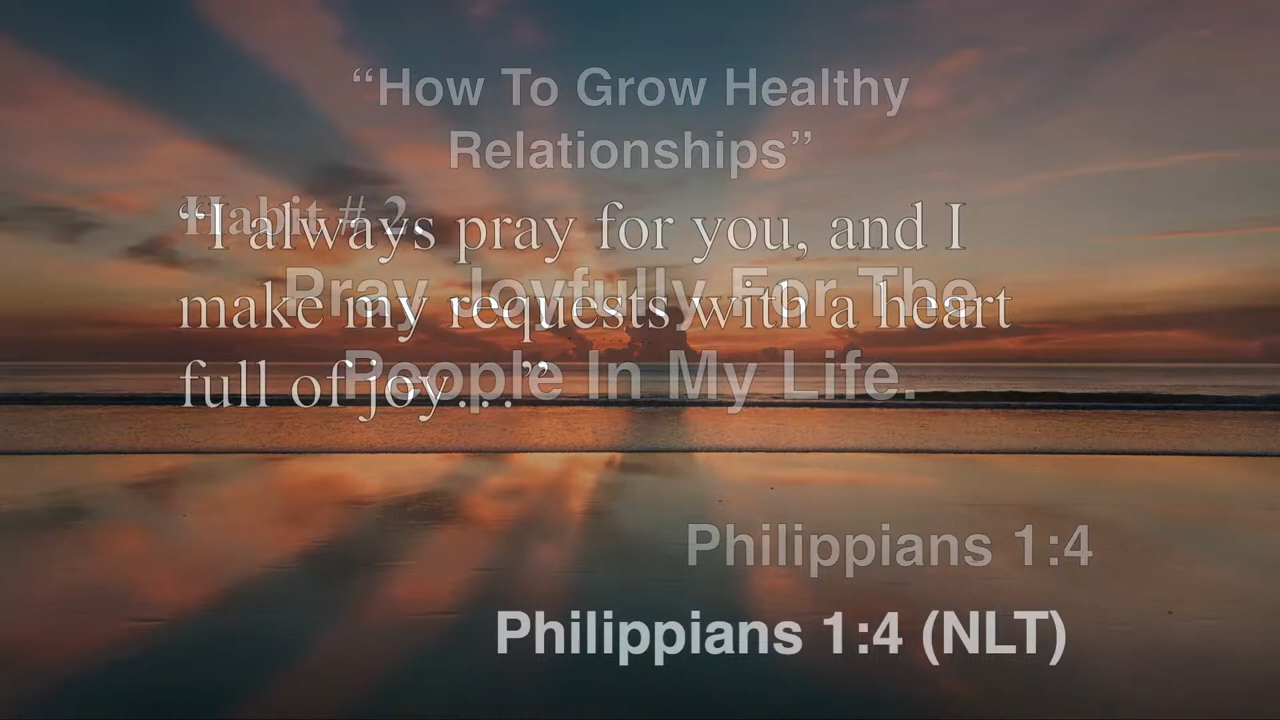 “How To Grow Healthy
Relationships”
Habit # 2.
“I always pray for you, and I
Pray Joyfully For The
make my requests with a heart
People In My Life.
full of joy. . .”
Philippians 1:4
Philippians 1:4 (NLT)